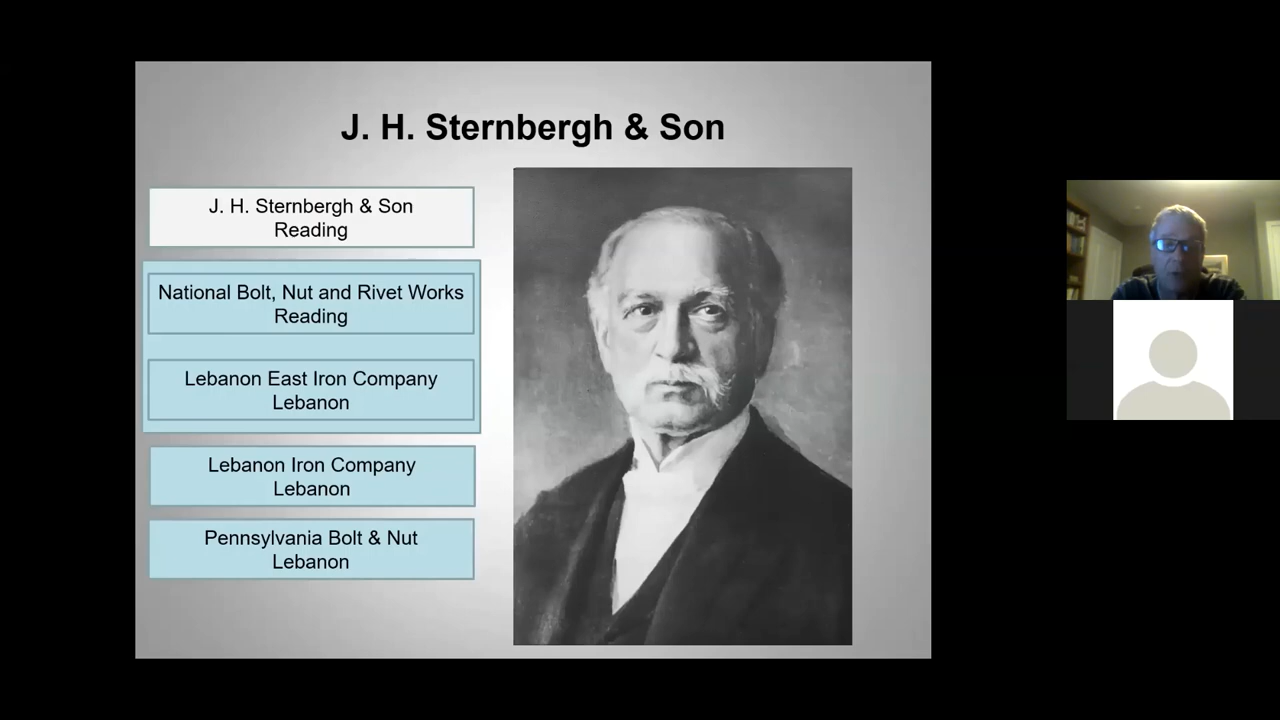 J. H. Sternbergh & Son
J. H. Sternbergh & Son
Reading
National Bolt, Nut and Rivet Works
Reading
Lebanon East Iron Company
Lebanon
Lebanon Iron Company
Lebanon
Pennsylvania Bolt & Nut
Lebanon